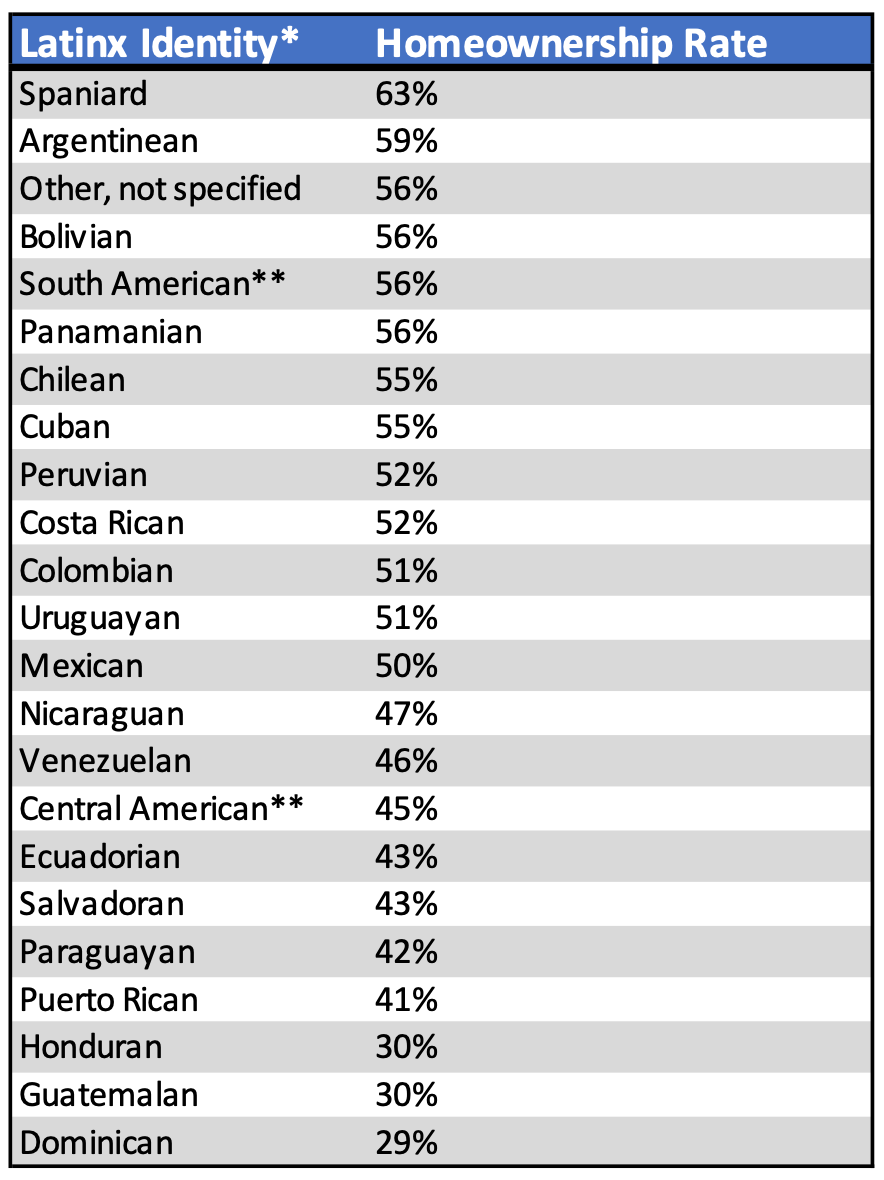 Latinx Identity* Homeownership Rate
Spaniard 63%
Argentinean 59%
Other, not specified 56%
Bolivian 56%
South American** 56%
Panamanian 56%
Chilean 55%
Cuban 55%
Peruvian 52%
Costa Rican 52%
Colombian 51%
Uruguayan 51%
Mexican 50%
Nicaraguan 47%
Venezuelan 46%
Central American** 45%
Ecuadorian 43%
Salvadoran 43%
Paraguayan 42%
Puerto Rican 41%
Honduran 30%
Guatemalan 30%
Dominican 29%